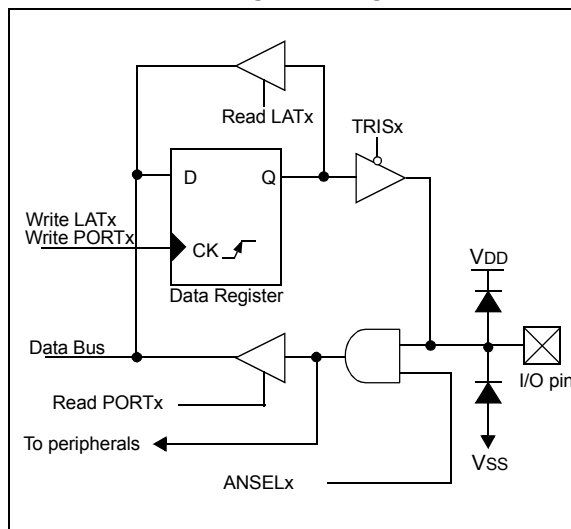 Read LATx
TRISx
D
Q
Write LATx
Write PORTx
CK
Data Register
VDD
Data Bus
I/O pin
Read PORTx
To peripherals
VSS
ANSELx